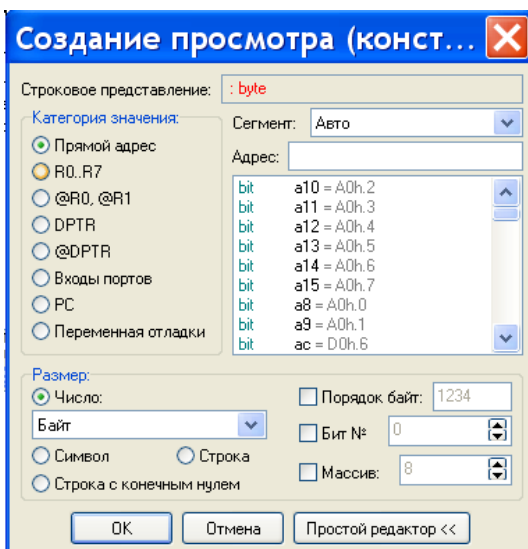 Создание просмотра (конст...
Строковое представление: : byte
Категория значения:
Прямой адрес
R0..R7
@R0, @R1
DPTR
@DPTR
Входы портов
PC
Переменная отладки
Сегмент: Авто
Адрес:
bit a10 = A0h.2
bit a11 = A0h.3
bit a12 = A0h.4
bit a13 = A0h.5
bit a14 = A0h.6
bit a15 = A0h.7
bit a8 = A0h.0
bit a9 = A0h.1
bit ac = D0h.6
Размер:
Число:
Байт
Символ Строка
Строка с конечным нулем
Порядок байт: 1234
Бит № 0
Массив: 8
OK Отмена Простой редактор <<